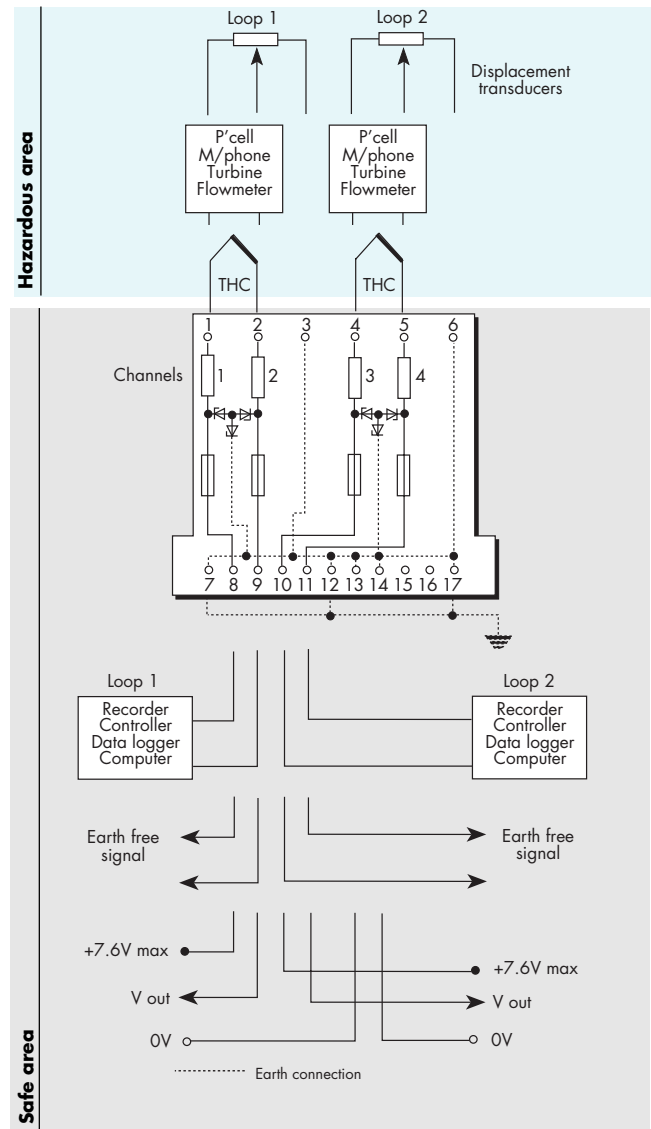 Loop 1
Loop 2
Displacement
transducers
P'cell
M/phone
Turbine
Flowmeter
P'cell
M/phone
Turbine
Flowmeter
Hazardous area
THC
THC
1 2 3 4 5 6
Channels
1 2 3 4
7 8 9 10 11 12 13 14 15 16 17
Loop 1
Recorder
Controller
Data logger
Computer
Loop 2
Recorder
Controller
Data logger
Computer
Earth free
signal
Earth free
signal
+7.6V max
+7.6V max
V out
V out
0V
0V
Earth connection
Safe area